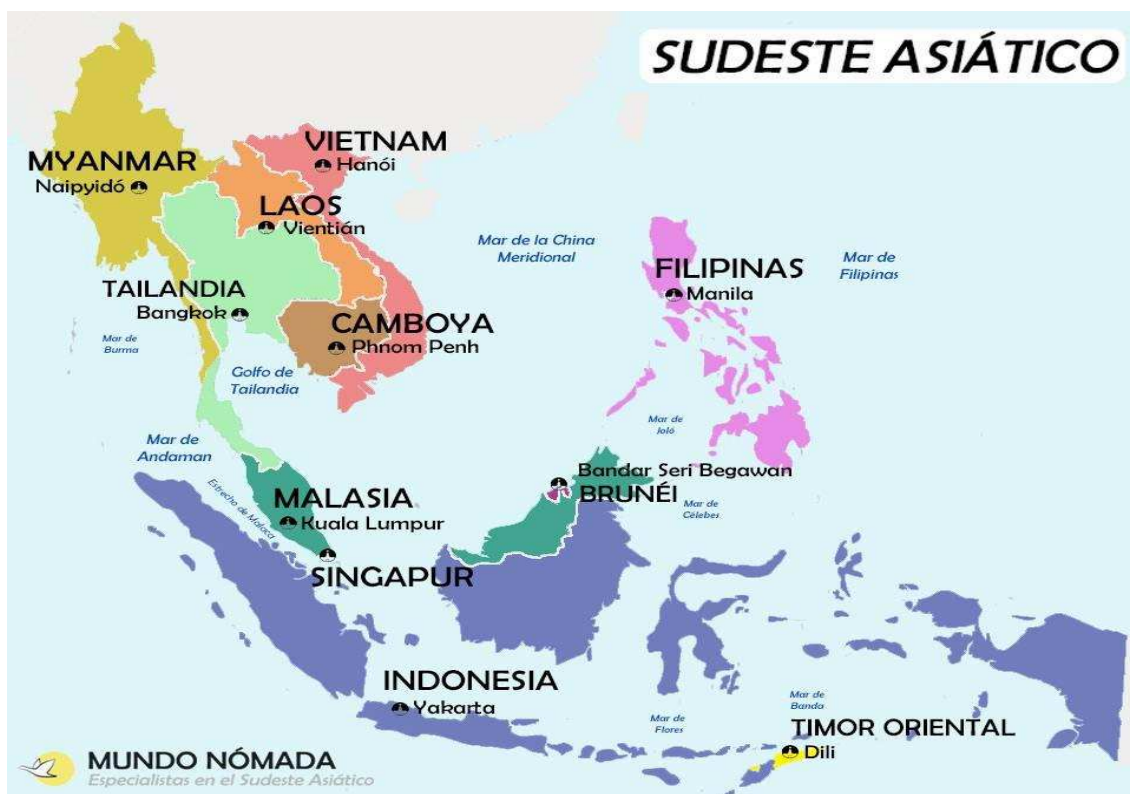 SUDESTE ASIÁTICO
VIETNAM
Hanói
MYANMAR
Naipyidó
LAOS
Vientián
Mar de la China
Meridional
Mar de
Filipinas
FILIPINAS
Manila
TAILANDIA
Bangkok
CAMBOYA
Phnom Penh
Mar de
Burma
Golfo de
Tailandia
Mar de
Joló
Mar de
Andaman
Bandar Seri Begawan
BRUNÉI
Estrecho de Malaca
MALASIA
Kuala Lumpur
Mar de
Célebes
SINGAPUR
INDONESIA
Yakarta
Mar de
Banda
Mar de
Flores
TIMOR ORIENTAL
Dili
MUNDO NÓMADA
Especialistas en el Sudeste Asiático